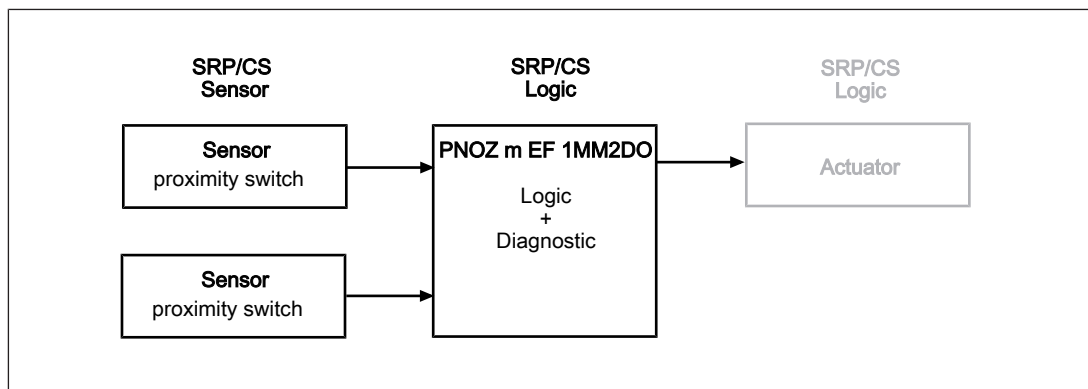 SRP/CS
Sensor
SRP/CS
Logic
SRP/CS
Logic
Sensor
proximity switch
PNOZ m EF 1MM2DO
Logic
+
Diagnostic
Actuator
Sensor
proximity switch